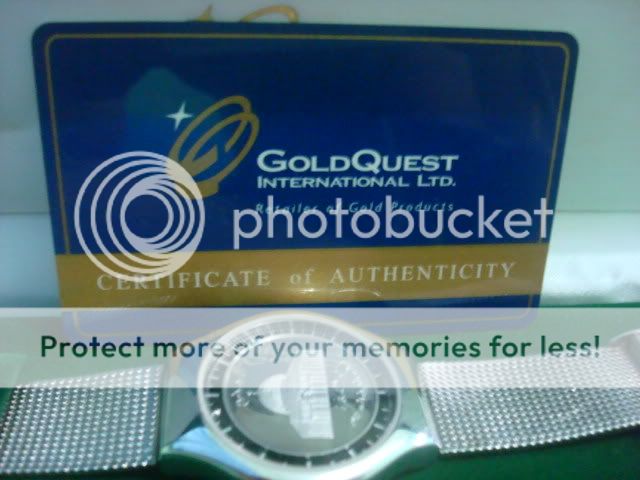 GOLDQUEST
INTERNATIONAL LTD.
Retailer of Gold Products
photobucket
CERTIFICATE of AUTHENTICITY
Protect more of your memories for less!